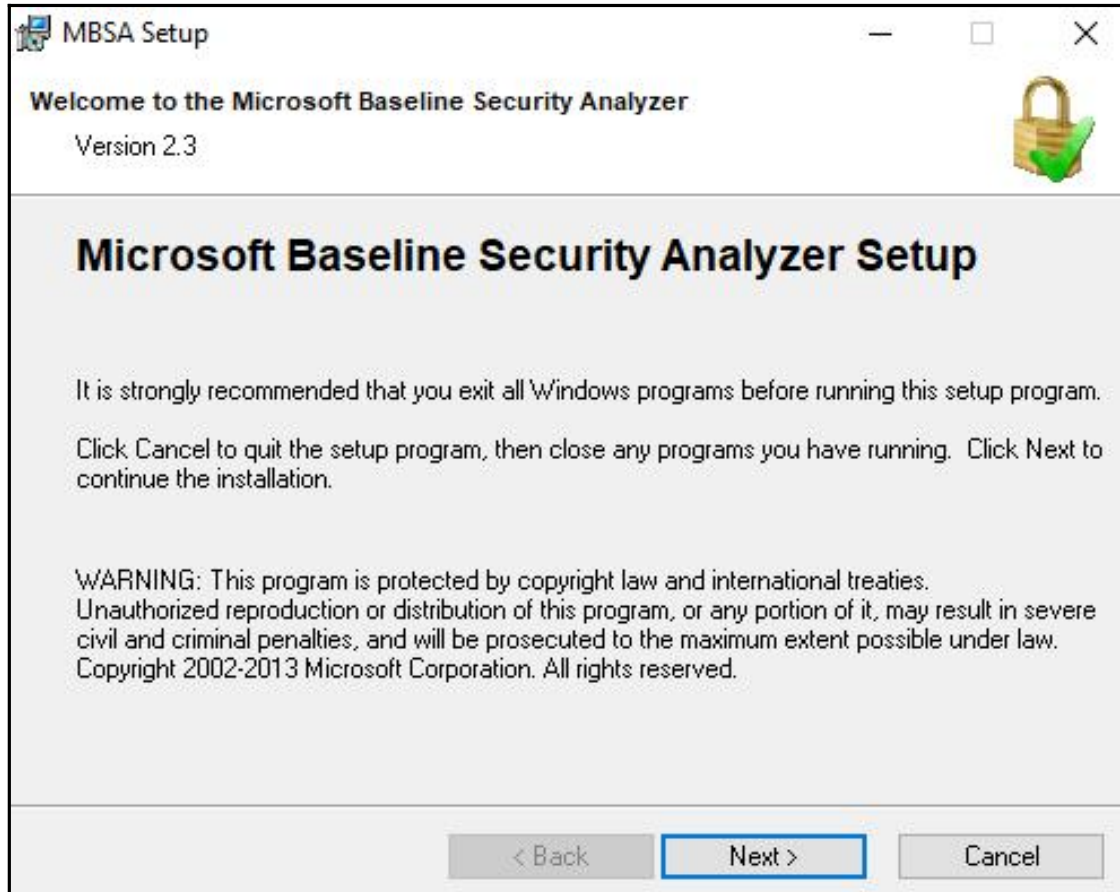 MBSA Setup
Welcome to the Microsoft Baseline Security Analyzer
Version 2.3
Microsoft Baseline Security Analyzer Setup
It is strongly recommended that you exit all Windows programs before running this setup program.
Click Cancel to quit the setup program, then close any programs you have running.  Click Next to
continue the installation.
WARNING: This program is protected by copyright law and international treaties.
Unauthorized reproduction or distribution of this program, or any portion of it, may result in severe
civil and criminal penalties, and will be prosecuted to the maximum extent possible under law.
Copyright 2002-2013 Microsoft Corporation. All rights reserved.
< Back Next > Cancel